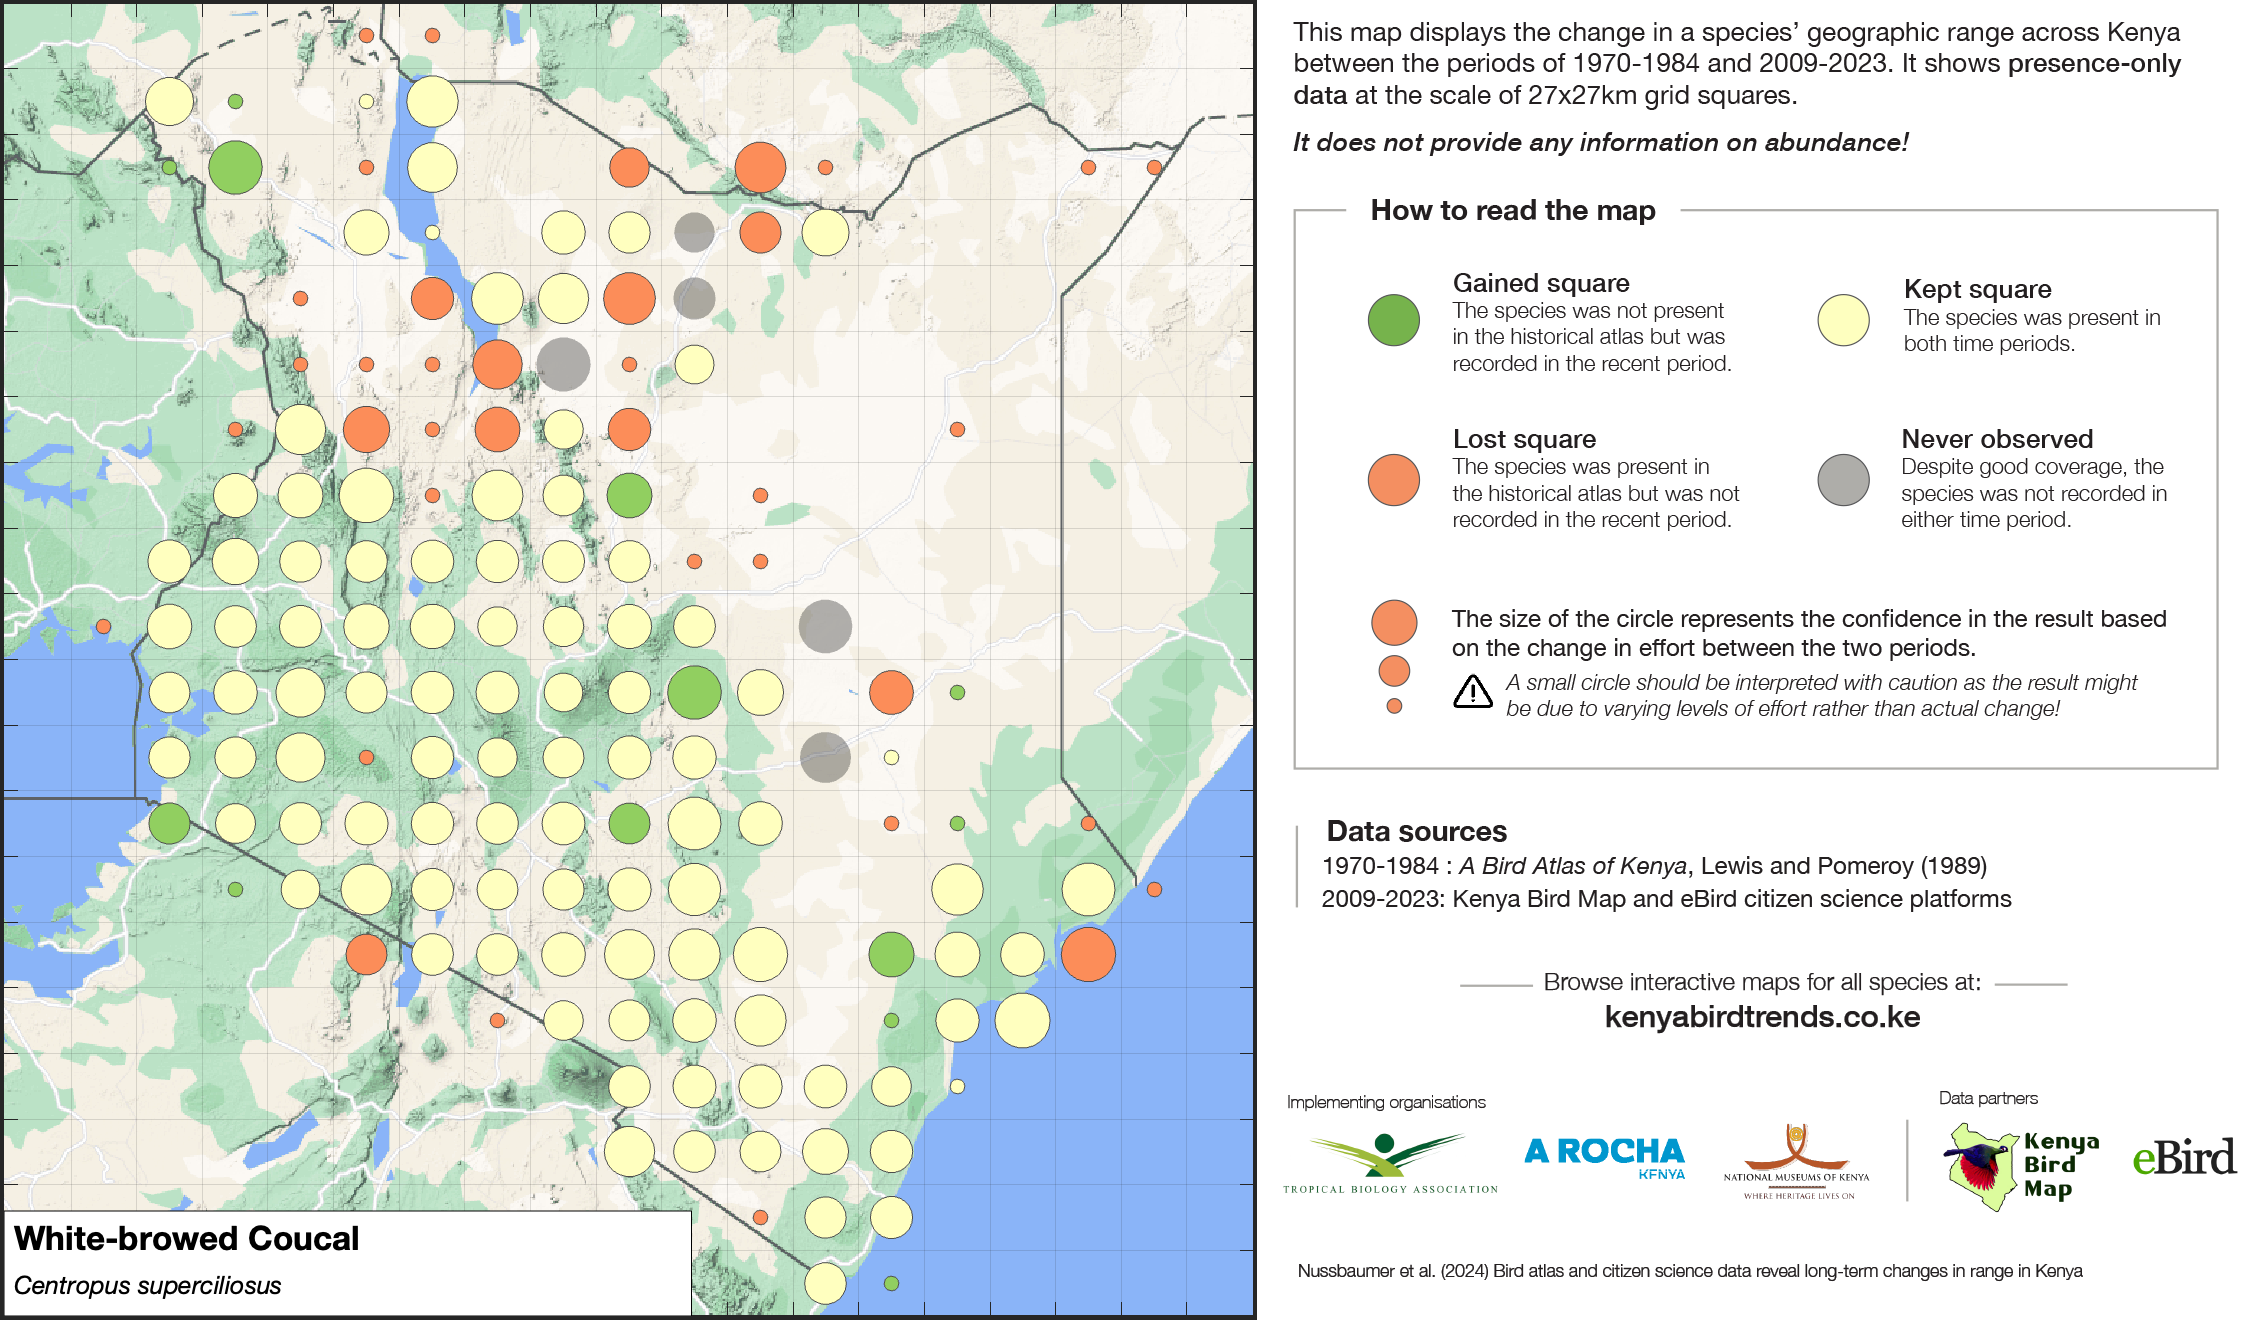 This map displays the change in a species’ geographic range across Kenya
between the periods of 1970-1984 and 2009-2023. It shows presence-only
data at the scale of 27x27km grid squares.
It does not provide any information on abundance!
How to read the map
Gained square
The species was not present
in the historical atlas but was
recorded in the recent period.
Kept square
The species was present in
both time periods.
Lost square
The species was present in
the historical atlas but was not
recorded in the recent period.
Never observed
Despite good coverage, the
species was not recorded in
either time period.
The size of the circle represents the confidence in the result based
on the change in effort between the two periods.
A small circle should be interpreted with caution as the result might
be due to varying levels of effort rather than actual change!
Data sources
1970-1984 : A Bird Atlas of Kenya, Lewis and Pomeroy (1989)
2009-2023: Kenya Bird Map and eBird citizen science platforms
Browse interactive maps for all species at:
kenyabirdtrends.co.ke
Implementing organisations
Data partners
TROPICAL BIOLOGY ASSOCIATION
A ROCHA
KENYA
NATIONAL MUSEUMS OF KENYA
WHERE HERITAGE LIVES ON
Kenya
Bird
Map
eBird
Nussbaumer et al. (2024) Bird atlas and citizen science data reveal long-term changes in range in Kenya
White-browed Coucal
Centropus superciliosus